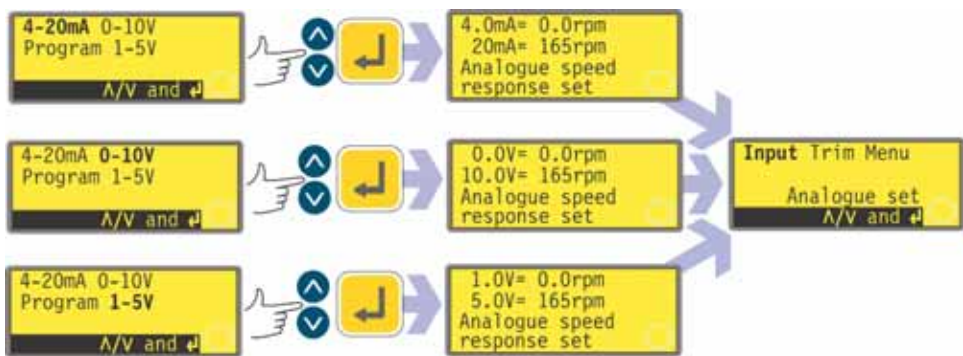 4-20mA 0-10V
Program 1-5V
∧/∨ and ↵
4.0mA= 0.0rpm
20mA= 165rpm
Analogue speed
response set
4-20mA 0-10V
Program 1-5V
∧/∨ and ↵
0.0V= 0.0rpm
10.0V= 165rpm
Analogue speed
response set
Input Trim Menu
Analogue set
∧/∨ and ↵
4-20mA 0-10V
Program 1-5V
∧/∨ and ↵
1.0V= 0.0rpm
5.0V= 165rpm
Analogue speed
response set